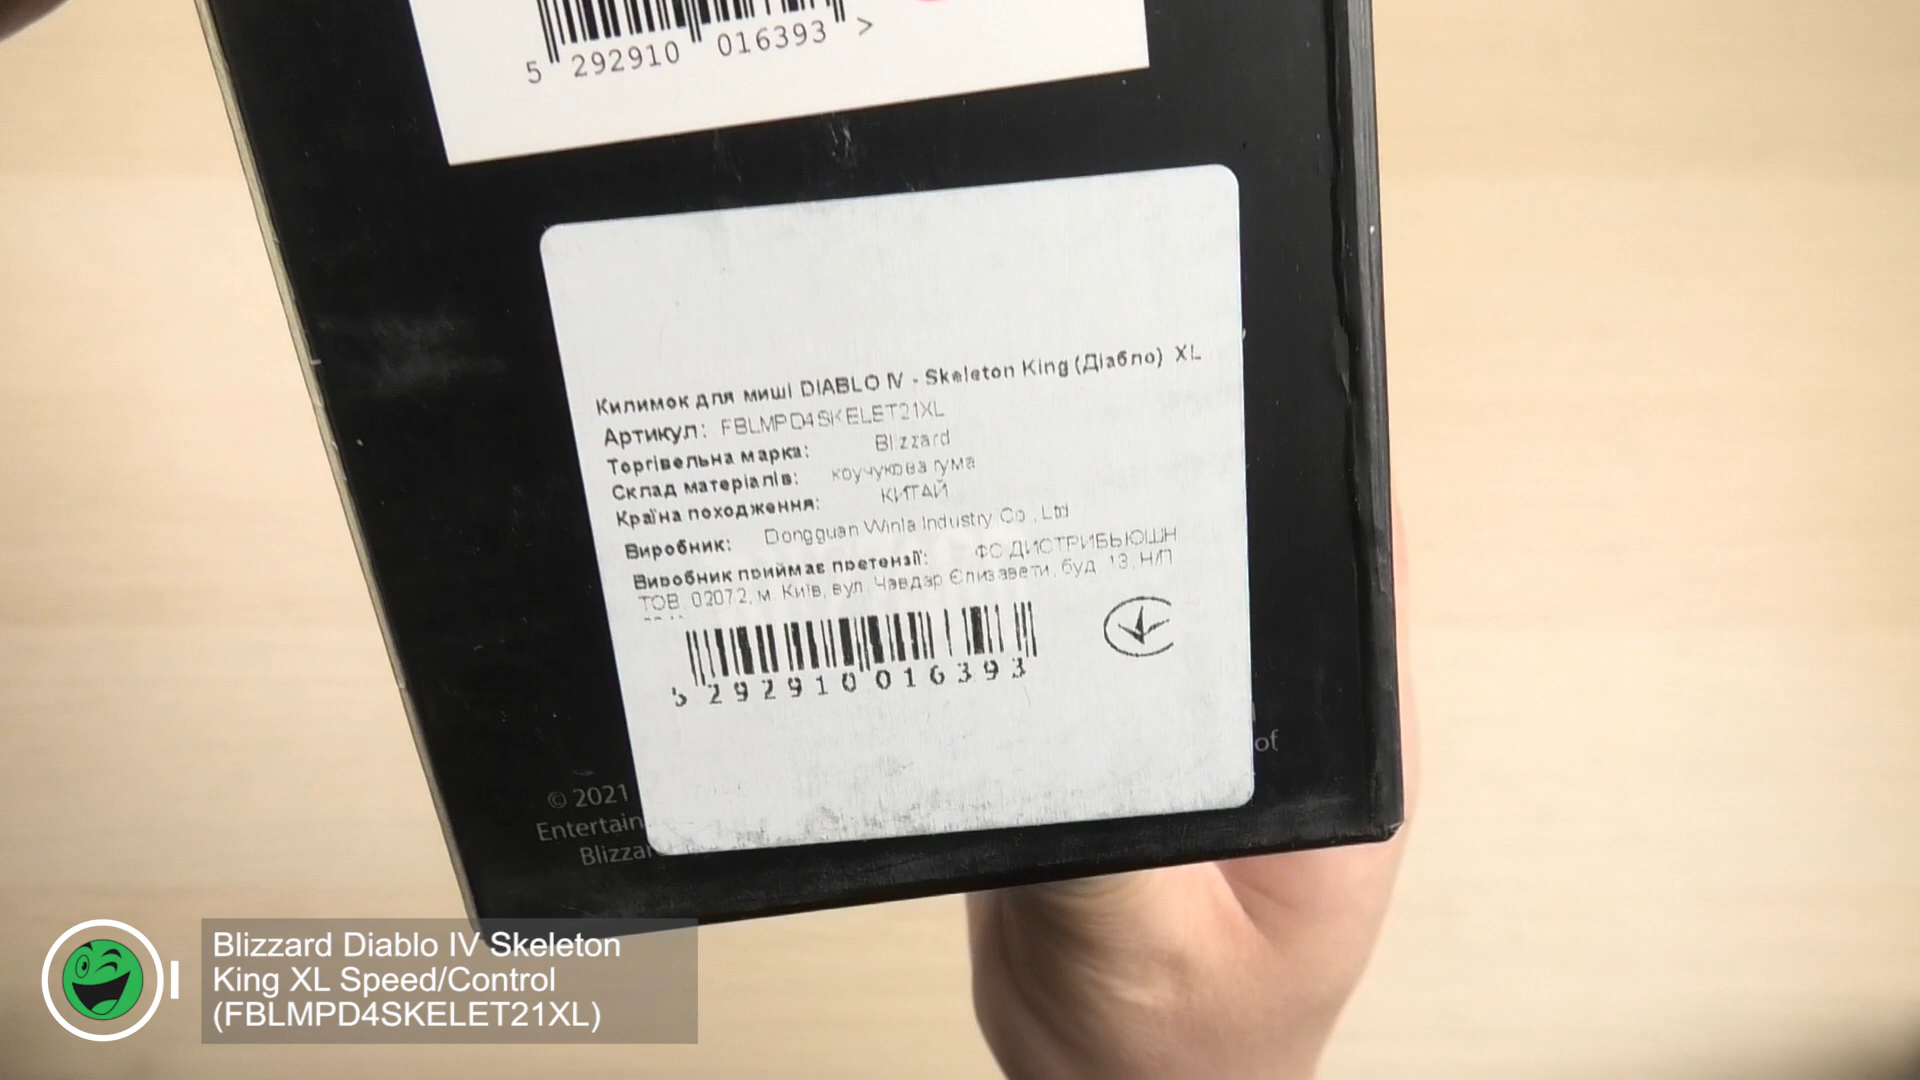 5 292910 016393 >
Килимок для миші DIABLO IV - Skeleton King (Діабло) XL
Артикул: FBLMPD4SKELET21XL
Торгівельна марка: Blizzard
Склад матеріалів: коучукова гума
Країна походження: КИТАЙ
Виробник: Dongguan Winla Industry Co., Ltd
Виробник приймає претензії: ФС ДИСТРИБЬЮШН
ТОВ, 02072, м. Київ, вул. Чавдар Єлизавети, буд. 13, Н/П
5 292910 016393
© 2021 of
Entertain
Blizzar
Blizzard Diablo IV Skeleton
King XL Speed/Control
(FBLMPD4SKELET21XL)